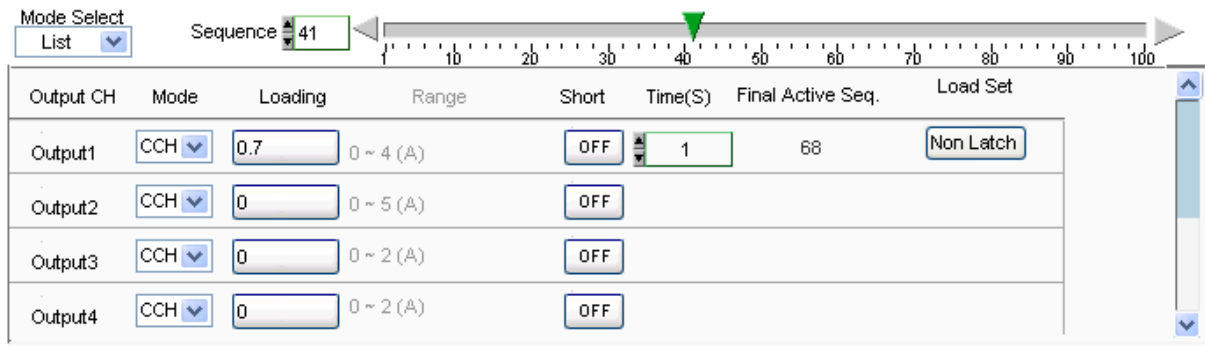 Mode Select
List
Sequence 41
1 10 20 30 40 50 60 70 80 90 100
Output CH Mode Loading Range Short Time(S) Final Active Seq. Load Set
Output1 CCH 0.7 0 ~ 4 (A) OFF 1 68 Non Latch
Output2 CCH 0 0 ~ 5 (A) OFF
Output3 CCH 0 0 ~ 2 (A) OFF
Output4 CCH 0 0 ~ 2 (A) OFF